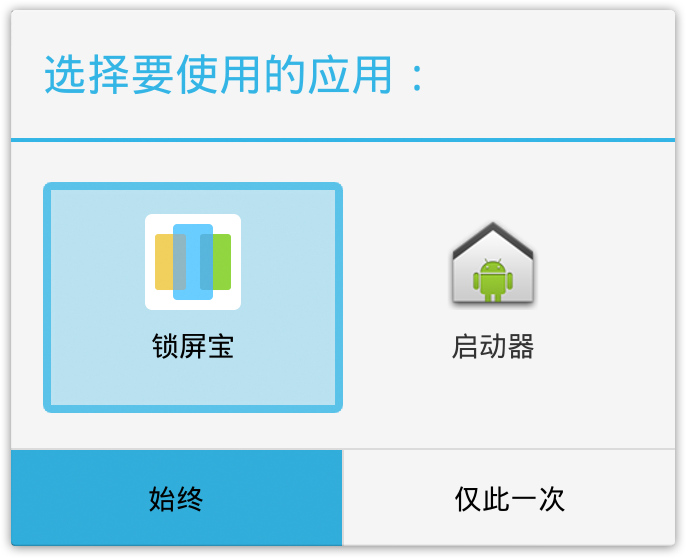 选择要使用的应用：
锁屏宝
启动器
始终
仅此一次